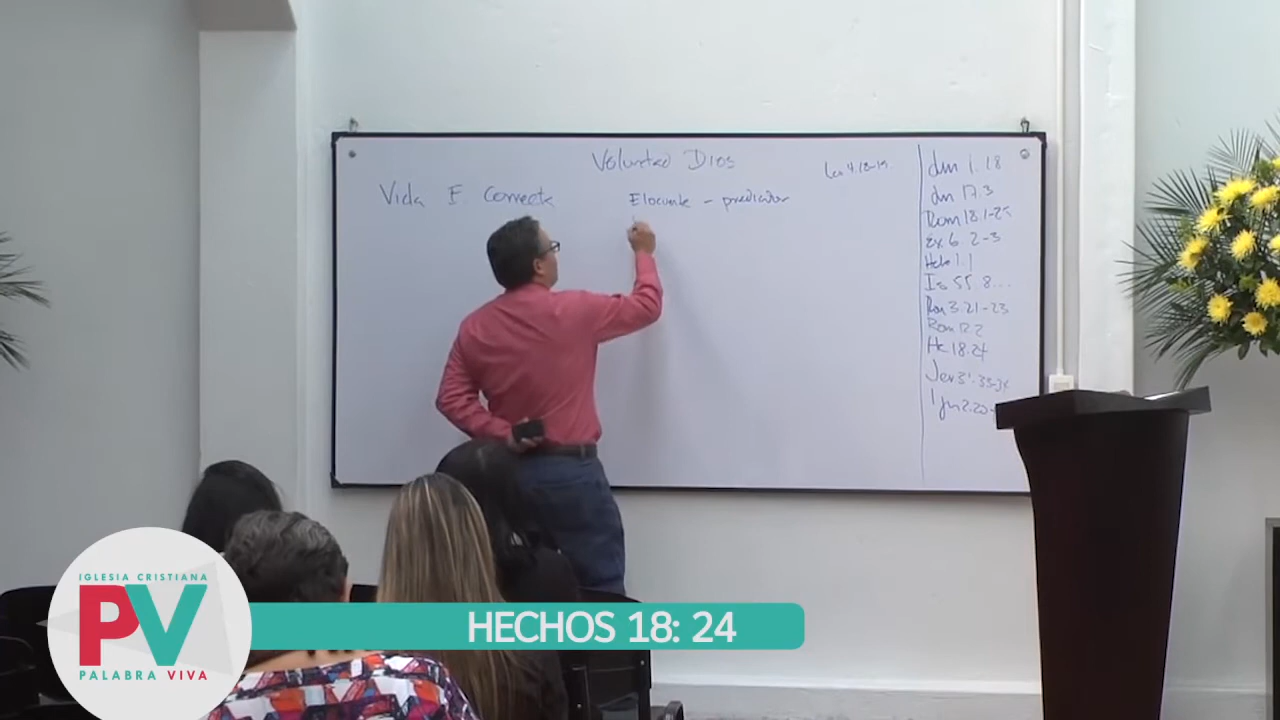 Voluntad Dios
Vida E. Correcta
Elocuente - predicador
Jn 1.18
Jn 17.3
Rom 18.1-25
Ex. 6. 2-3
Heb 1.1
Is 55 8...
Rom 3.21-23
Rom 12.2
Hc 18.24
Jer 31-33-34
1 Jn 2.20
IGLESIA CRISTIANA
PV
PALABRA VIVA
HECHOS 18: 24